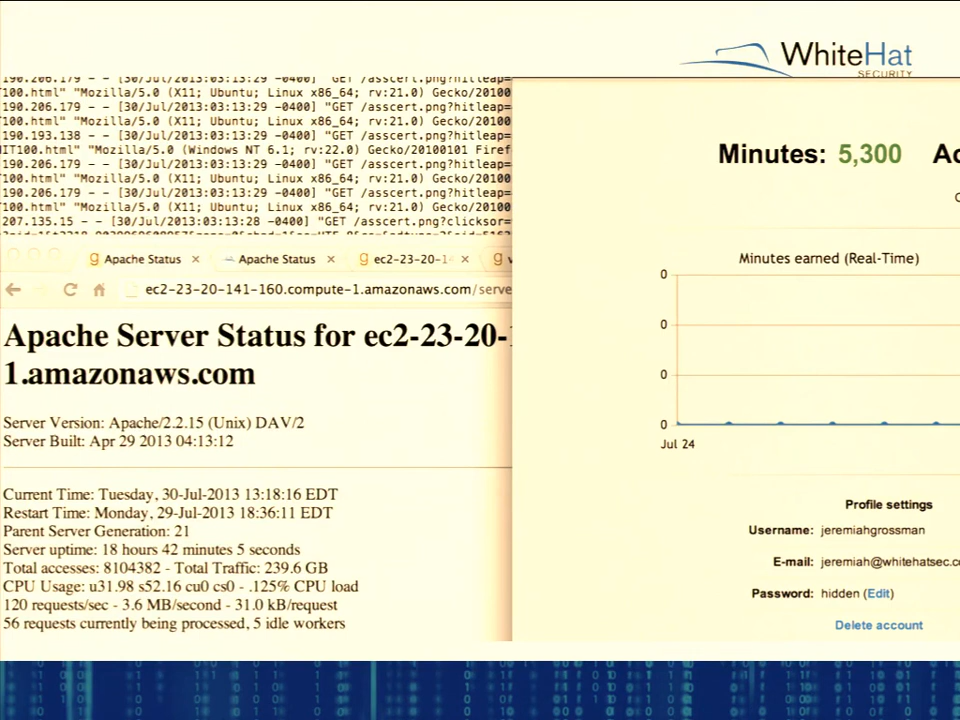 WhiteHat
SECURITY
190.206.179 - - [30/Jul/2013:03:13:29 -0400] "GET /asscert.png?hitleap=
T100.html" "Mozilla/5.0 (X11; Ubuntu; Linux x86_64; rv:21.0) Gecko/20100
190.206.179 - - [30/Jul/2013:03:13:29 -0400] "GET /asscert.png?hitleap=
T100.html" "Mozilla/5.0 (X11; Ubuntu; Linux x86_64; rv:21.0) Gecko/20100
190.193.138 - - [30/Jul/2013:03:13:29 -0400] "GET /asscert.png?hitleap=
HIT100.html" "Mozilla/5.0 (Windows NT 6.1; rv:22.0) Gecko/20100101 Firef
190.206.179 - - [30/Jul/2013:03:13:29 -0400] "GET /asscert.png?hitleap=
T100.html" "Mozilla/5.0 (X11; Ubuntu; Linux x86_64; rv:21.0) Gecko/20100
190.206.179 - - [30/Jul/2013:03:13:29 -0400] "GET /asscert.png?hitleap=
T100.html" "Mozilla/5.0 (X11; Ubuntu; Linux x86_64; rv:21.0) Gecko/20100
207.135.15 - - [30/Jul/2013:03:13:28 -0400] "GET /asscert.png?clicksor=
Apache Status × Apache Status × ec2-23-20-14 ×
ec2-23-20-141-160.compute-1.amazonaws.com/serve
Apache Server Status for ec2-23-20-1
1.amazonaws.com
Server Version: Apache/2.2.15 (Unix) DAV/2
Server Built: Apr 29 2013 04:13:12
Current Time: Tuesday, 30-Jul-2013 13:18:16 EDT
Restart Time: Monday, 29-Jul-2013 18:36:11 EDT
Parent Server Generation: 21
Server uptime: 18 hours 42 minutes 5 seconds
Total accesses: 8104382 - Total Traffic: 239.6 GB
CPU Usage: u31.98 s52.16 cu0 cs0 - .125% CPU load
120 requests/sec - 3.6 MB/second - 31.0 kB/request
56 requests currently being processed, 5 idle workers
Minutes: 5,300 Ac
Minutes earned (Real-Time)
0
0
0
0
Jul 24
Profile settings
Username: jeremiahgrossman
E-mail: jeremiah@whitehatsec.co
Password: hidden (Edit)
Delete account